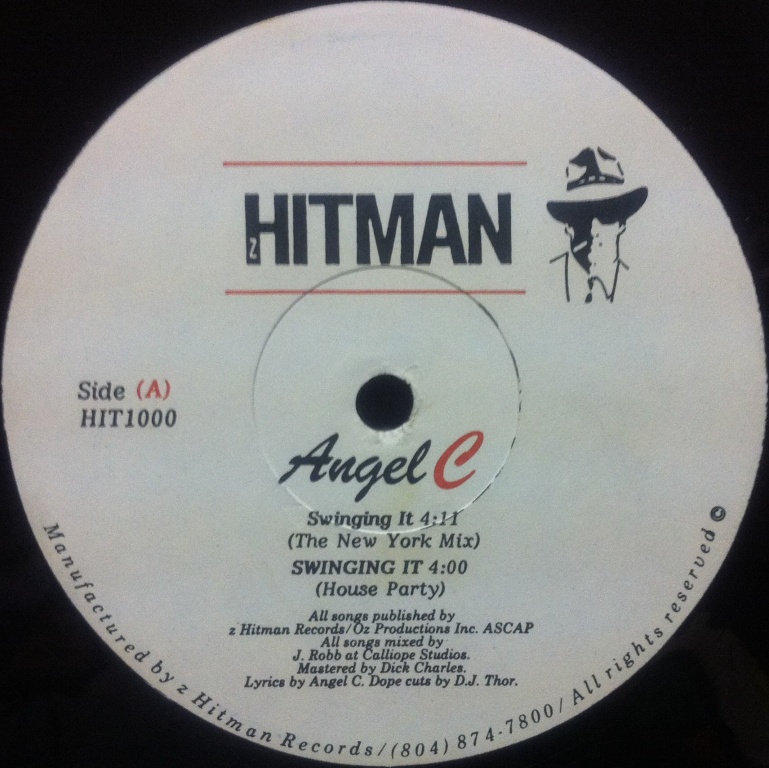 z HITMAN
Side (A)
HIT1000
Angel C
Swinging It 4:11
(The New York Mix)
SWINGING IT 4:00
(House Party)
All songs published by
z Hitman Records/Oz Productions Inc. ASCAP
All songs mixed by
J. Robb at Calliope Studios.
Mastered by Dick Charles.
Lyrics by Angel C. Dope cuts by D.J. Thor.
Manufactured by z Hitman Records/(804) 874-7800/All rights reserved ©